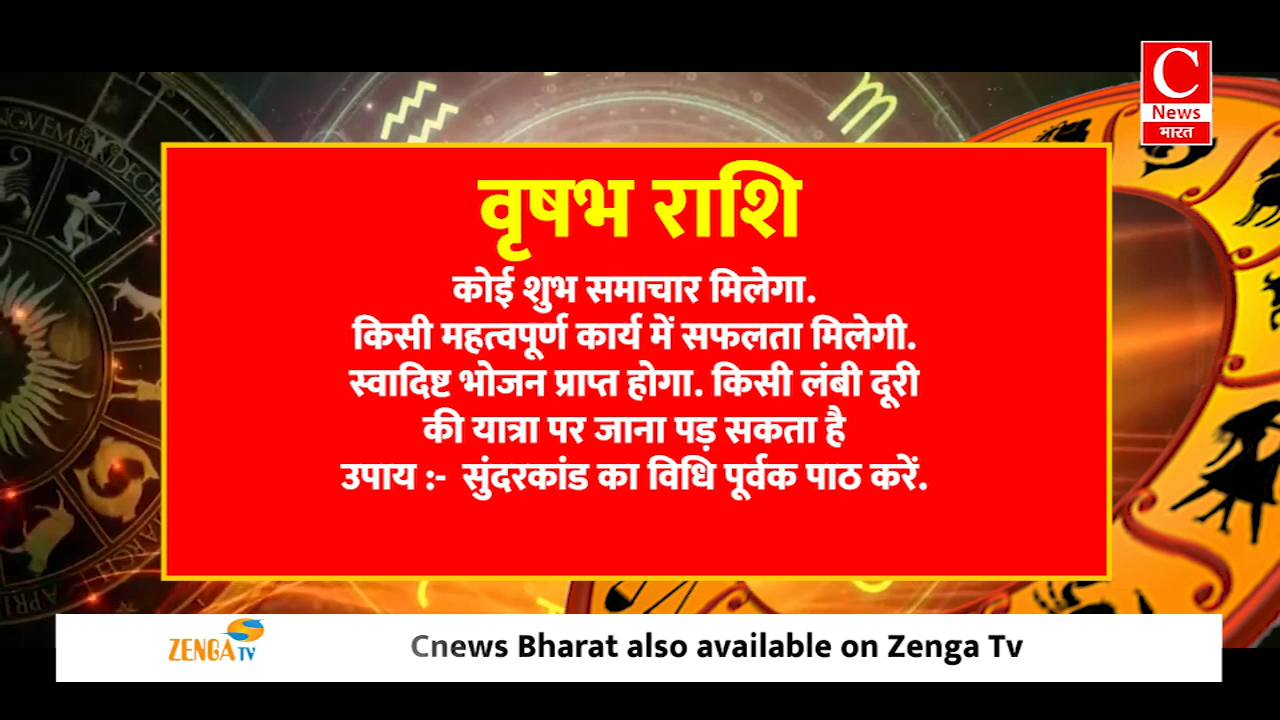 C
News
भारत
वृषभ राशि
कोई शुभ समाचार मिलेगा.
किसी महत्वपूर्ण कार्य में सफलता मिलेगी.
स्वादिष्ट भोजन प्राप्त होगा. किसी लंबी दूरी
की यात्रा पर जाना पड़ सकता है
उपाय :- सुंदरकांड का विधि पूर्वक पाठ करें.
ZENGA TV
Cnews Bharat also available on Zenga Tv